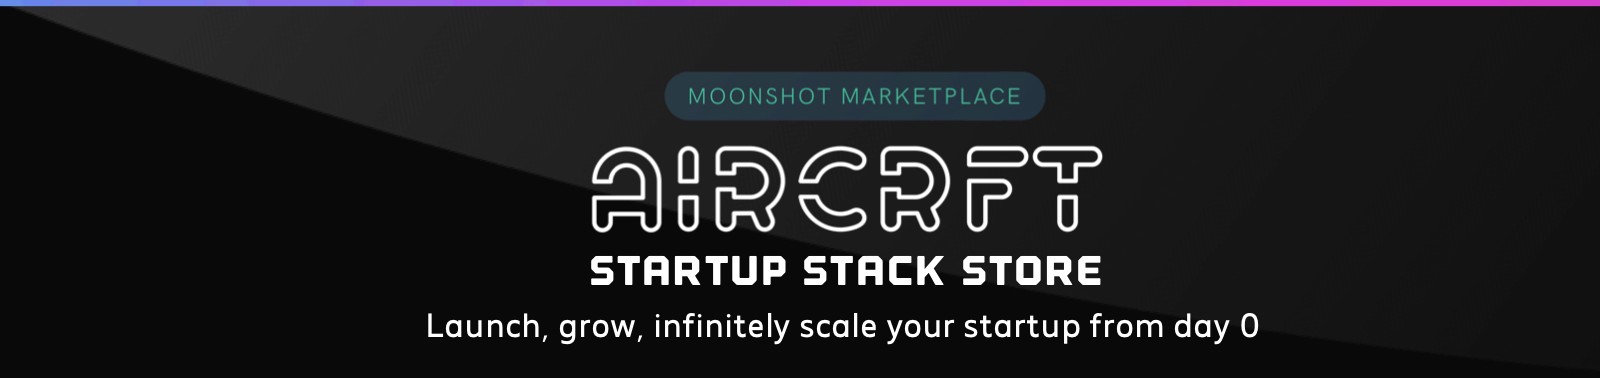 MOONSHOT MARKETPLACE
AIRCRFT
STARTUP STACK STORE
Launch, grow, infinitely scale your startup from day 0